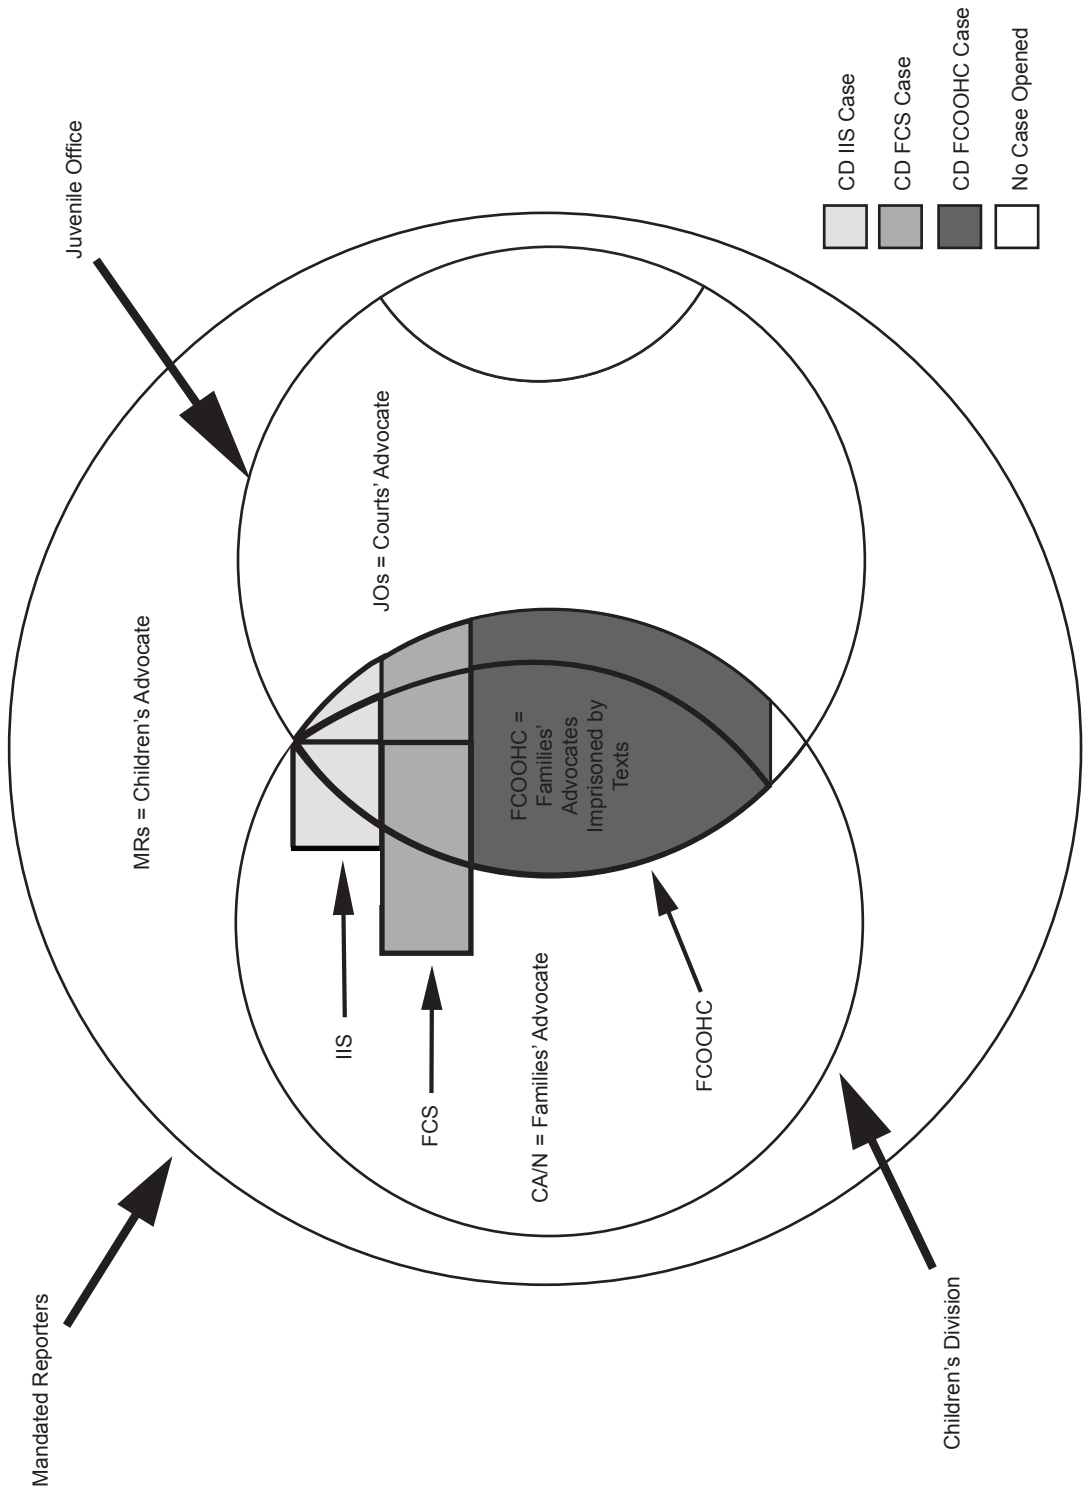 Mandated Reporters
Juvenile Office
MRs = Children's Advocate
JOs = Courts' Advocate
IIS
FCS
CA/N = Families' Advocate
FCOOHC =
Families'
Advocates
Imprisoned by
Texts
FCOOHC
Children's Division
CD IIS Case
CD FCS Case
CD FCOOHC Case
No Case Opened